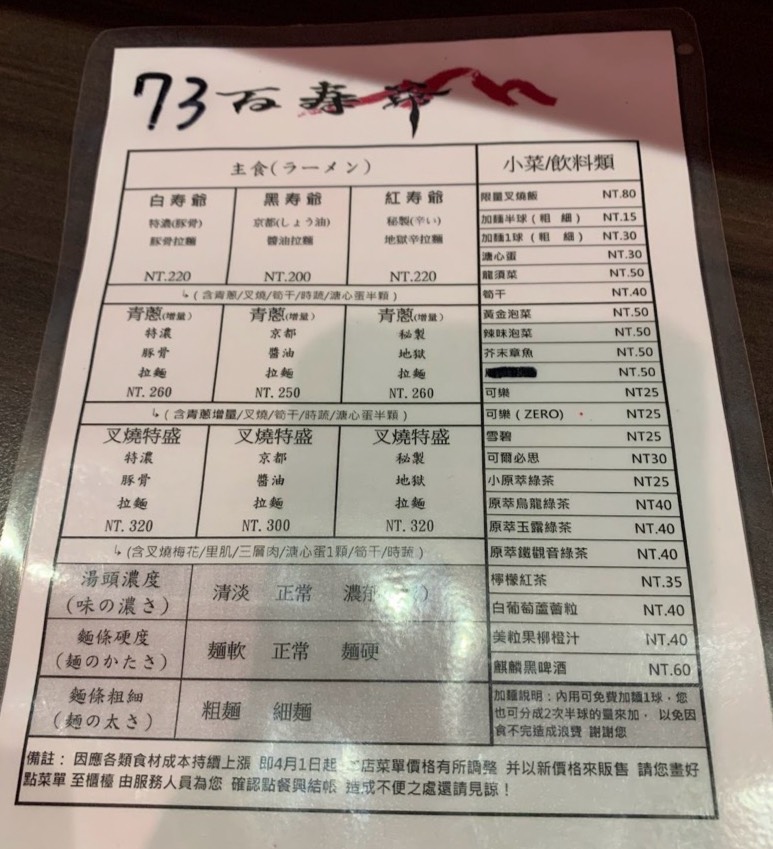 73 百寿爺
主食(ラーメン)
白寿爺 黑寿爺 紅寿爺
特濃(豚骨) 京都(しょう油) 秘製(辛い)
豚骨拉麵 醬油拉麵 地獄辛拉麵
NT.220 NT.200 NT.220
↳(含青蔥/叉燒/筍干/時蔬/溏心蛋半顆)
青蔥(增量) 青蔥(增量) 青蔥(增量)
特濃 京都 秘製
豚骨 醬油 地獄
拉麵 拉麵 拉麵
NT. 260 NT. 250 NT. 260
↳(含青蔥增量/叉燒/筍干/時蔬/溏心蛋半顆)
叉燒特盛 叉燒特盛 叉燒特盛
特濃 京都 秘製
豚骨 醬油 地獄
拉麵 拉麵 拉麵
NT. 320 NT. 300 NT. 320
↳(含叉燒梅花/里肌/三層肉/溏心蛋1顆/筍干/時蔬)
湯頭濃度 清淡 正常
(味の濃さ)
麵條硬度 麵軟 正常 麵硬
(麵のかたさ)
麵條粗細 粗麵 細麵
(麵の太さ)
小菜/飲料類
限量叉燒飯 NT.80
加麵半球(粗 細) NT.15
加麵1球(粗 細) NT.30
溏心蛋 NT.30
龍須菜 NT.50
筍干 NT.40
黃金泡菜 NT.50
辣味泡菜 NT.50
芥末章魚 NT.50
NT.50
可樂 NT25
可樂(ZERO) NT25
雪碧 NT25
可爾必思 NT30
小原萃綠茶 NT25
原萃烏龍綠茶 NT40
原萃玉露綠茶 NT.40
原萃鐵觀音綠茶 NT.40
檸檬紅茶 NT.35
白葡萄蘆薈粒 NT.40
美粒果柳橙汁 NT.40
麒麟黑啤酒 NT.60
加麵說明：內用可免費加麵1球，您
也可分成2次半球的量來加， 以免因
食不完造成浪費 謝謝您
備註： 因應各類食材成本持續上漲 即4月1日起 店菜單價格有所調整 并以新價格來販售 請您畫好
點菜單 至櫃檯 由服務人員為您 確認點餐興結帳 造成不便之處還請見諒！